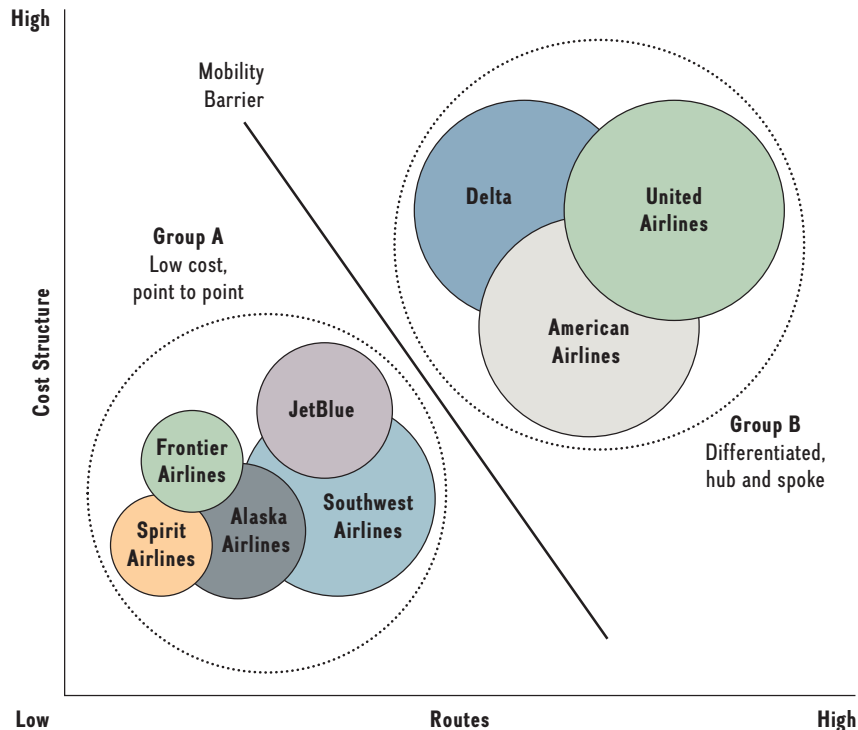 High
Mobility
Barrier
Delta
United
Airlines
Group A
Low cost,
point to point
American
Airlines
Cost Structure
JetBlue
Group B
Differentiated,
hub and spoke
Frontier
Airlines
Southwest
Airlines
Alaska
Airlines
Spirit
Airlines
Low
Routes
High